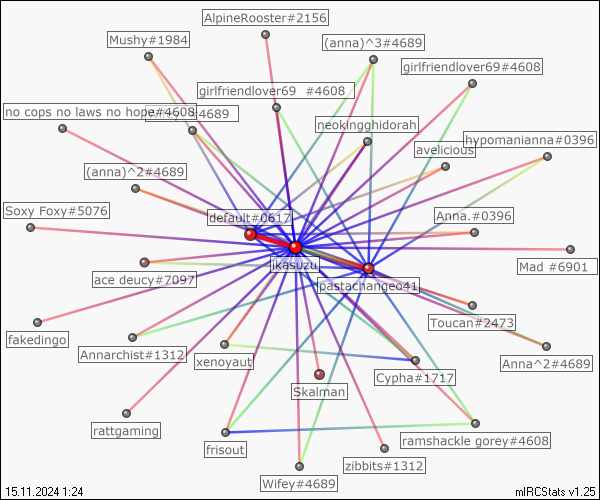 AlpineRooster#2156
Mushy#1984
(anna)^3#4689
girlfriendlover69#4608
girlfriendlover69 #4608
no cops no laws no hope#4608
#4689
neokingghidorah
hypomanianna#0396
avelicious
(anna)^2#4689
Soxy Foxy#5076
default#0617
Anna.#0396
jkasuzu
Mad #6901
ace deucy#7097
pastachangeo41
Toucan#2473
fakedingo
Annarchist#1312
xenoyaut
Anna^2#4689
Cypha#1717
Skalman
rattgaming
frisout
ramshackle gorey#4608
zibbits#1312
Wifey#4689
15.11.2024 1:24
mIRCStats v1.25